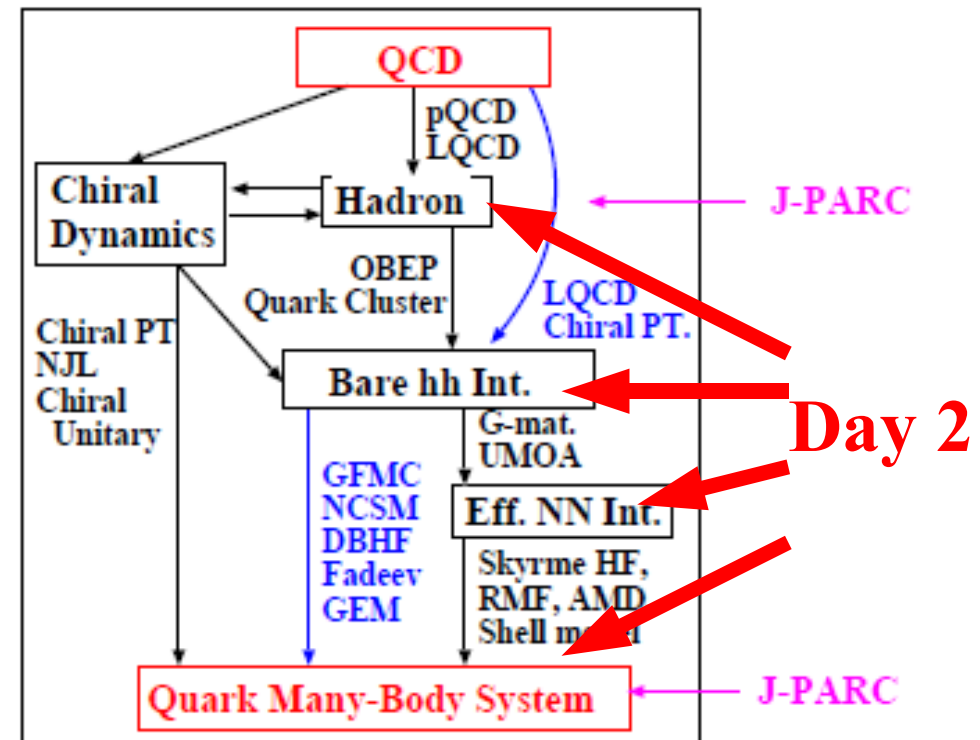 QCD
pQCD
LQCD
Chiral
Dynamics
Hadron
J-PARC
OBEP
Quark Cluster
LQCD
Chiral PT.
Chiral PT
NJL
Chiral
Unitary
Bare hh Int.
Day 2
G-mat.
UMOA
GFMC
NCSM
DBHF
Fadeev
GEM
Eff. NN Int.
Skyrme HF,
RMF, AMD
Shell model
Quark Many-Body System
J-PARC